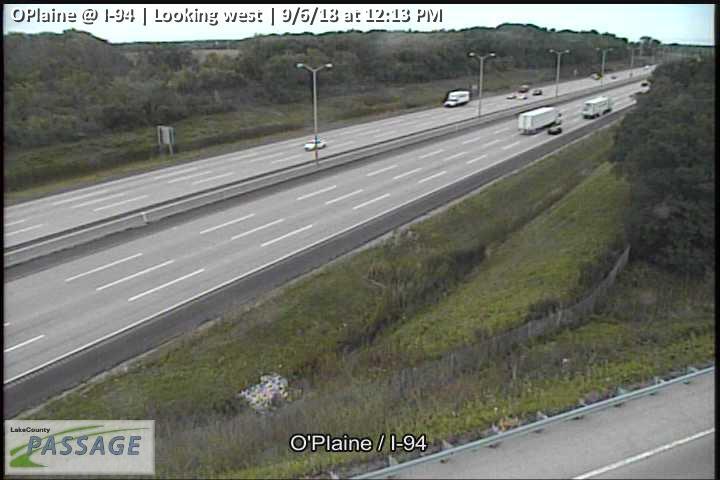 OPlaine @ I-94 | Looking west | 9/6/18 at 12:13 PM
O'Plaine / I-94
LakeCounty
PASSAGE